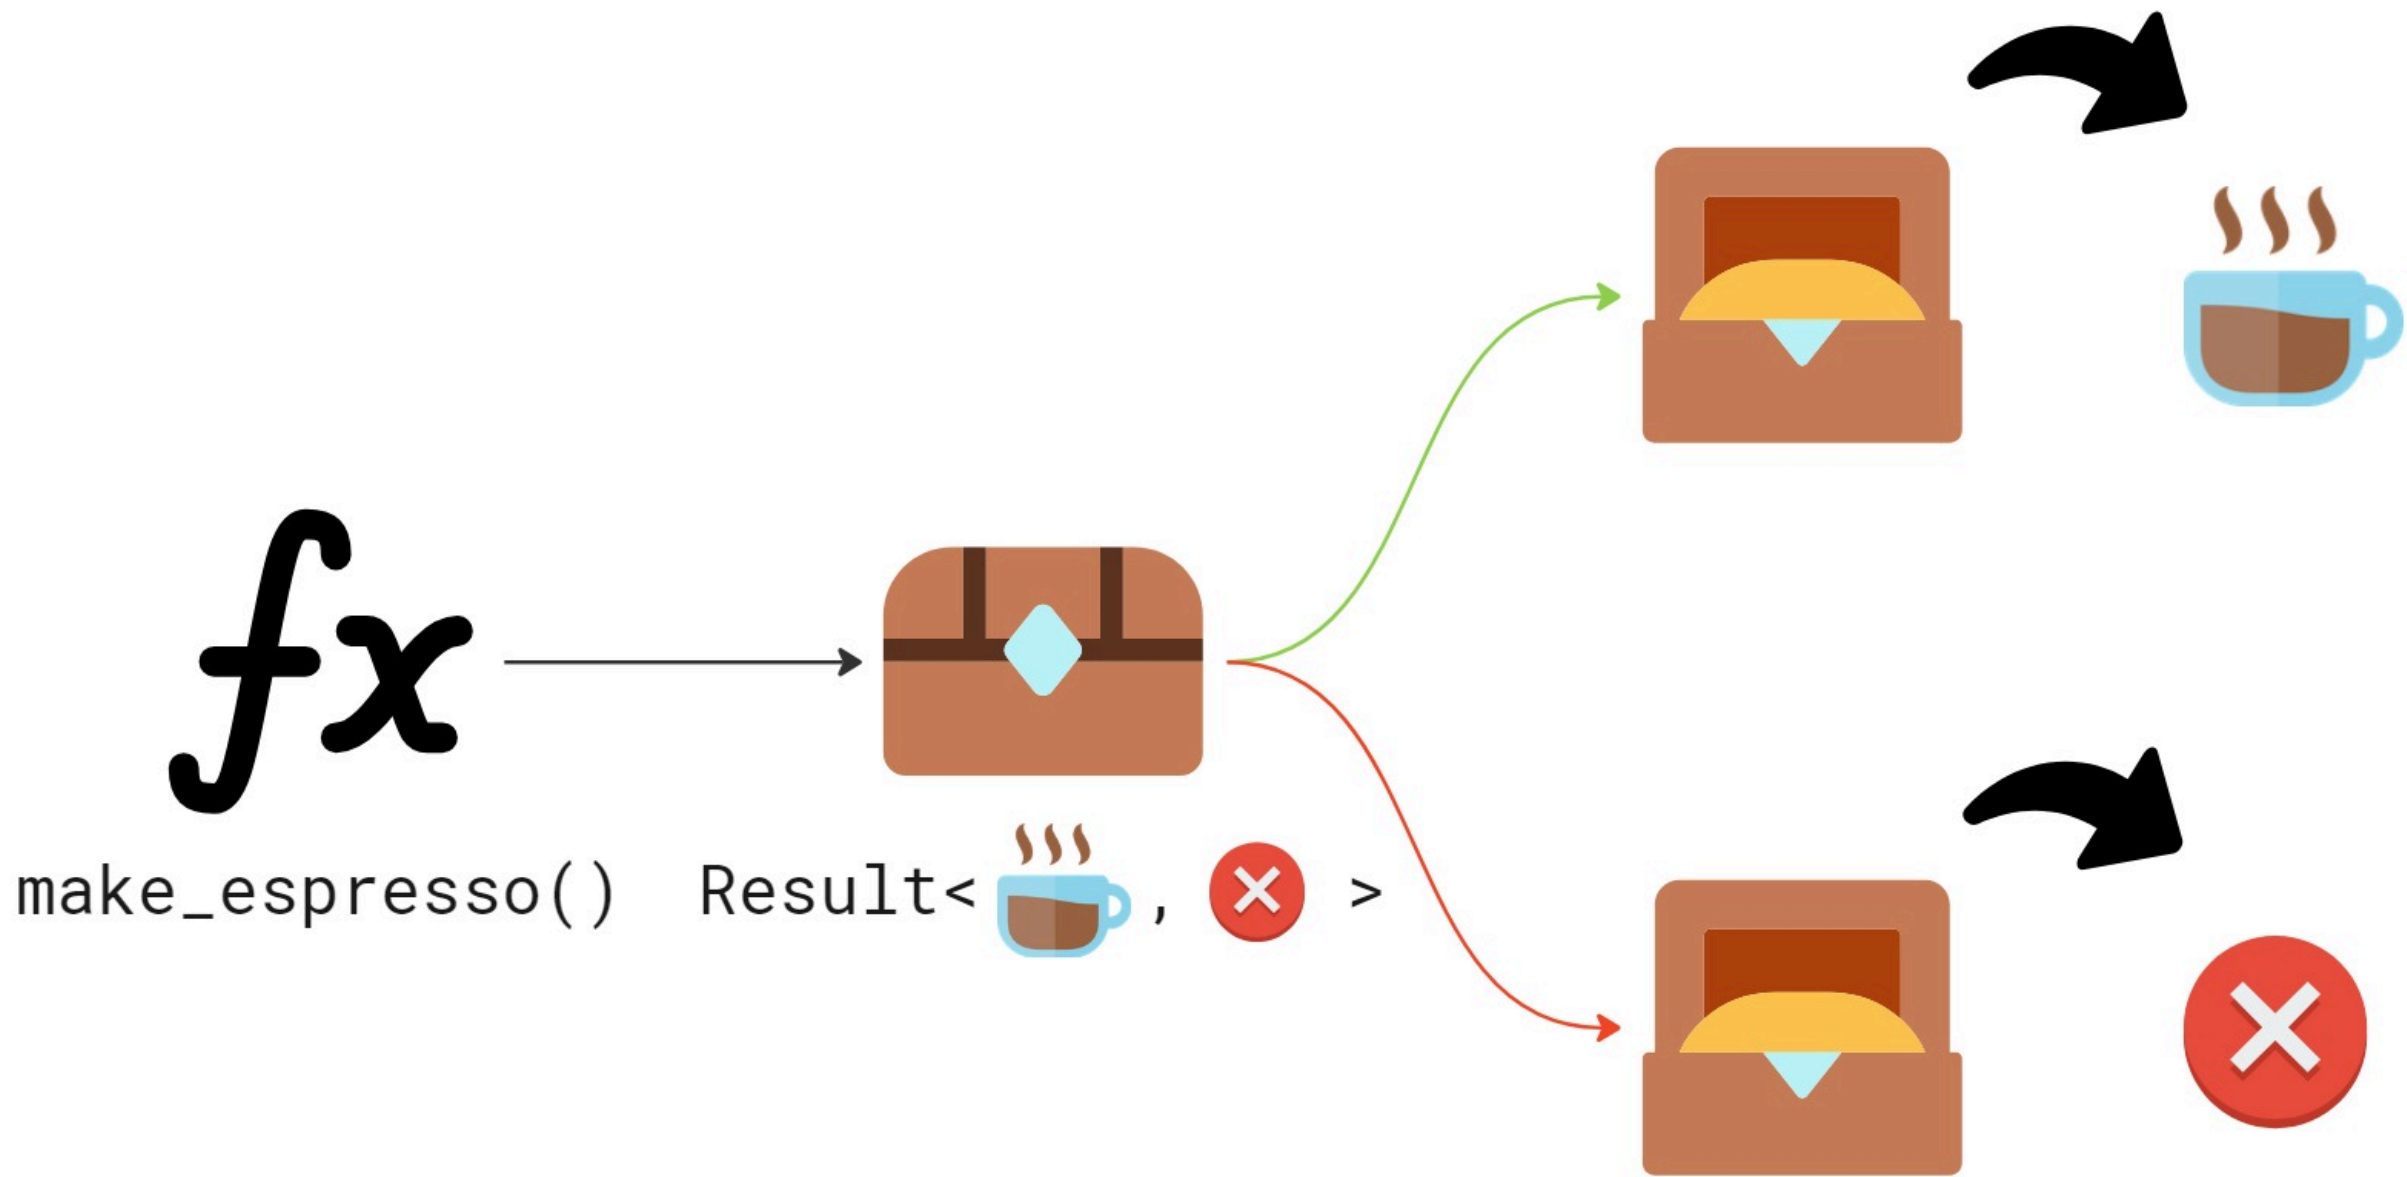 fx
make_espresso() Result< , >